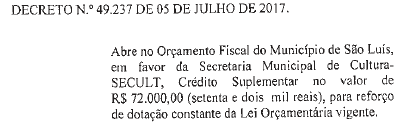 DECRETO N.º 49.237 DE 05 DE JULHO DE 2017.
Abre no Orçamento Fiscal do Município de São Luís,
em favor da Secretaria Municipal de Cultura-
SECULT, Crédito Suplementar no valor de
R$ 72.000,00 (setenta e dois mil reais), para reforço
de dotação constante da Lei Orçamentária vigente.